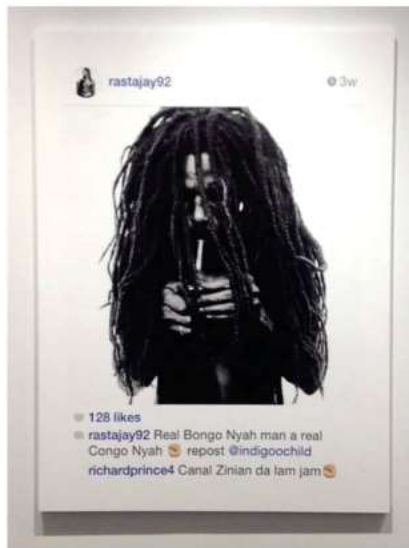 rastajay92 3w
128 likes
rastajay92 Real Bongo Nyah man a real
Congo Nyah ✊ repost @indigoochild
richardprince4 Canal Zinian da lam jam✊